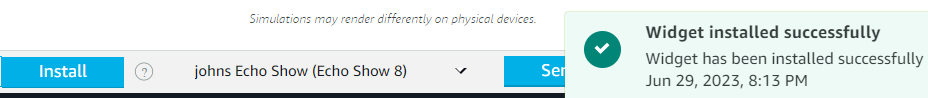 Simulations may render differently on physical devices.
Widget installed successfully
Widget has been installed successfully
Jun 29, 2023, 8:13 PM
Install
?
johns Echo Show (Echo Show 8)